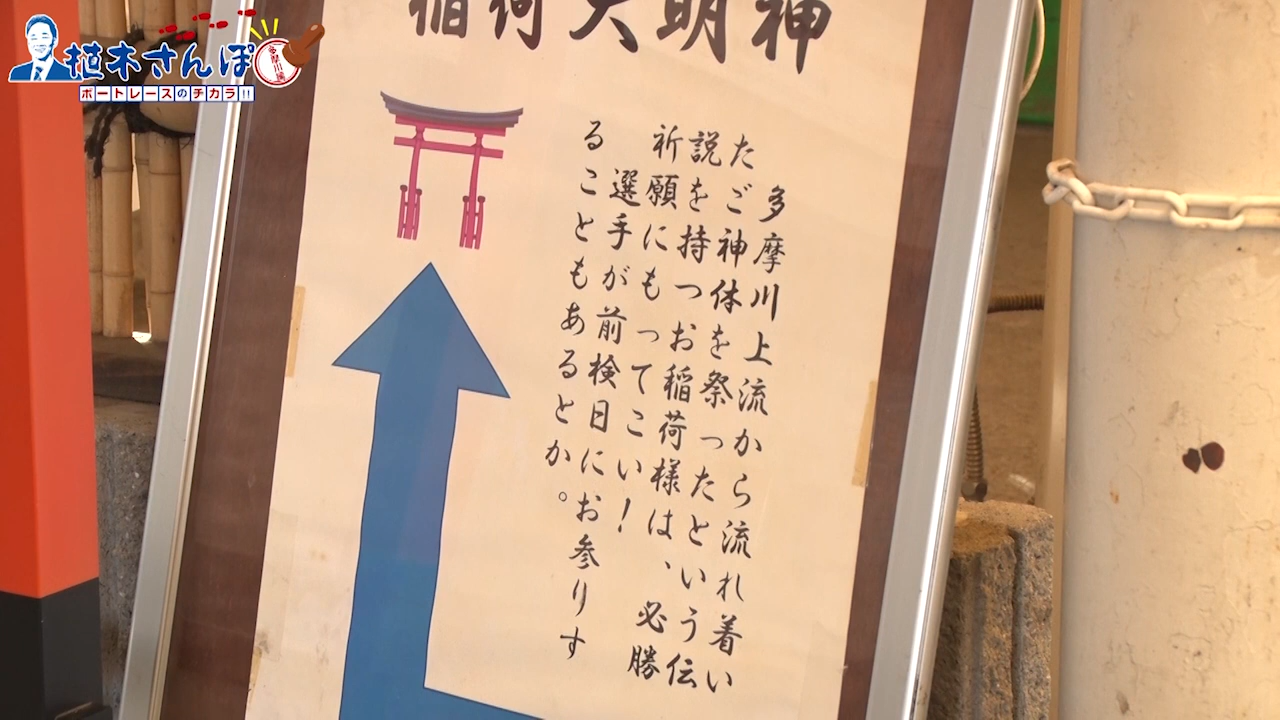 植木さんぽ
多摩川編
ボートレースのチカラ!!
稲荷大明神
多摩川上流から流れ着い
たご神体を祭ったという伝
説を持つお稲荷様は、必勝
祈願にもってこい！
選手が前検日にお参りす
ることもあるとか。